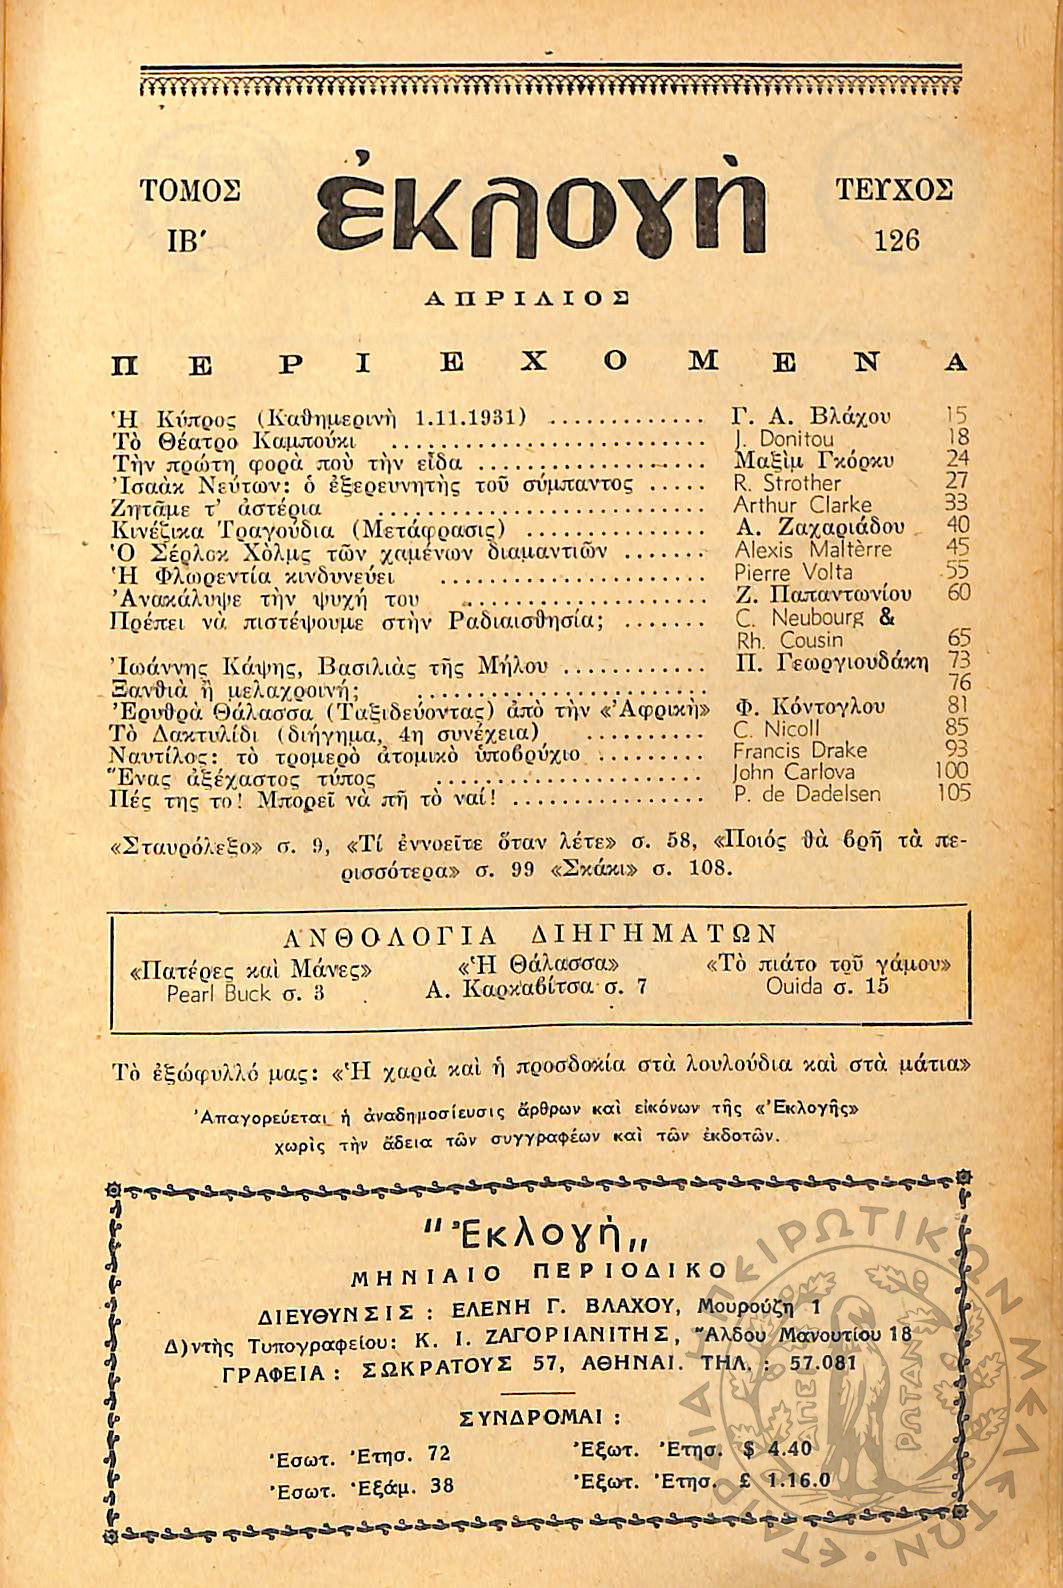 ΤΟΜΟΣ
ΙΒ′
ἐκλογὴ
ΤΕΥΧΟΣ
126
ΑΠΡΙΛΙΟΣ
ΠΕΡΙΕΧΟΜΕΝΑ
Ἡ Κύπρος (Καθημερινὴ 1.11.1931) .............. Γ. Α. Βλάχου 15
Τὸ Θέατρο Καμπούκι ............................ J. Donitou 18
Τὴν πρώτη φορὰ ποὺ τὴν εἶδα .................... Μαξὶμ Γκόρκυ 24
Ἰσαὰκ Νεύτων: ὁ ἐξερευνητὴς τοῦ σύμπαντος ..... R. Strother 27
Ζητᾶμε τ' ἀστέρια ............................. Arthur Clarke 33
Κινέζικα Τραγούδια (Μετάφρασις) ................ Α. Ζαχαριάδου 40
Ὁ Σέρλοκ Χὸλμς τῶν χαμένων διαμαντιῶν ....... Alexis Maltèrre 45
Ἡ Φλωρεντία κινδυνεύει ........................ Pierre Volta 55
Ἀνακάλυψε τὴν ψυχή του ..................... Ζ. Παπαντωνίου 60
Πρέπει νὰ πιστέψουμε στὴν Ραδιαισθησία; ....... C. Neubourg &
Rh. Cousin 65
Ἰωάννης Κάψης, Βασιλιὰς τῆς Μήλου ............. Π. Γεωργιουδάκη 73
Ξανθιὰ ἢ μελαχροινή; .......................... 76
Ἐρυθρὰ Θάλασσα (Ταξιδεύοντας) ἀπὸ τὴν «Ἀφρικὴ» Φ. Κόντογλου 81
Τὸ Δακτυλίδι (διήγημα, 4η συνέχεια) .......... C. Nicoll 85
Ναυτίλος: τὸ τρομερὸ ἀτομικὸ ὑποβρύχιο ......... Francis Drake 93
Ἕνας ἀξέχαστος τύπος ........................ John Carlova 100
Πές της το! Μπορεῖ νὰ πῆ τὸ ναί! ................. P. de Dadelsen 105
«Σταυρόλεξο» σ. 9, «Τί ἐννοεῖτε ὅταν λέτε» σ. 58, «Ποιός θὰ βρῆ τὰ πε-
ρισσότερα» σ. 99 «Σκάκι» σ. 108.
ΑΝΘΟΛΟΓΙΑ ΔΙΗΓΗΜΑΤΩΝ
«Πατέρες καὶ Μάνες» «Ἡ Θάλασσα» «Τὸ πιάτο τοῦ γάμου»
Pearl Buck σ. 3 Α. Καρκαβίτσα σ. 7 Ouida σ. 15
Τὸ ἐξώφυλλό μας: «Ἡ χαρὰ καὶ ἡ προσδοκία στὰ λουλούδια καὶ στὰ μάτια»
Ἀπαγορεύεται ἡ ἀναδημοσίευσις ἄρθρων καὶ εἰκόνων τῆς «Ἐκλογῆς»
χωρὶς τὴν ἄδεια τῶν συγγραφέων καὶ τῶν ἐκδοτῶν.
"Ἐκλογὴ„
ΜΗΝΙΑΙΟ ΠΕΡΙΟΔΙΚΟ
ΔΙΕΥΘΥΝΣΙΣ : ΕΛΕΝΗ Γ. ΒΛΑΧΟΥ, Μουρούζη 1
Δ)ντὴς Τυπογραφείου: Κ. Ι. ΖΑΓΟΡΙΑΝΙΤΗΣ, Ἄλδου Μανουτίου 18
ΓΡΑΦΕΙΑ : ΣΩΚΡΑΤΟΥΣ 57, ΑΘΗΝΑΙ. ΤΗΛ. : 57.081
ΣΥΝΔΡΟΜΑΙ :
Ἐσωτ. Ἐτησ. 72 Ἐξωτ. Ἐτησ. $ 4.40
Ἐσωτ. Ἑξάμ. 38 Ἐξωτ. Ἐτησ. £ 1.16.0
ΕΤΑΙΡΕΙΑ ΗΠΕΙΡΩΤΙΚΩΝ ΜΕΛΕΤΩΝ
ΑΠΕΙ
ΡΩΤΑΝ